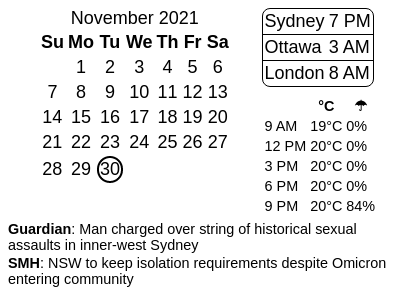 November 2021
Su Mo Tu We Th Fr Sa
1 2 3 4 5 6
7 8 9 10 11 12 13
14 15 16 17 18 19 20
21 22 23 24 25 26 27
28 29 30
Sydney 7 PM
Ottawa 3 AM
London 8 AM
°C ☂
9 AM 19°C 0%
12 PM 20°C 0%
3 PM 20°C 0%
6 PM 20°C 0%
9 PM 20°C 84%
Guardian: Man charged over string of historical sexual
assaults in inner-west Sydney
SMH: NSW to keep isolation requirements despite Omicron
entering community